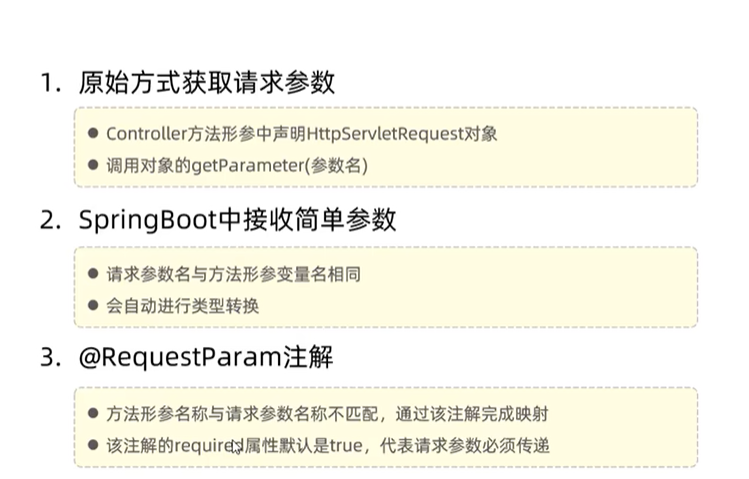 1. 原始方式获取请求参数
● Controller方法形参中声明HttpServletRequest对象
● 调用对象的getParameter(参数名)
2. SpringBoot中接收简单参数
● 请求参数名与方法形参变量名相同
● 会自动进行类型转换
3. @RequestParam注解
● 方法形参名称与请求参数名称不匹配，通过该注解完成映射
● 该注解的required属性默认是true，代表请求参数必须传递